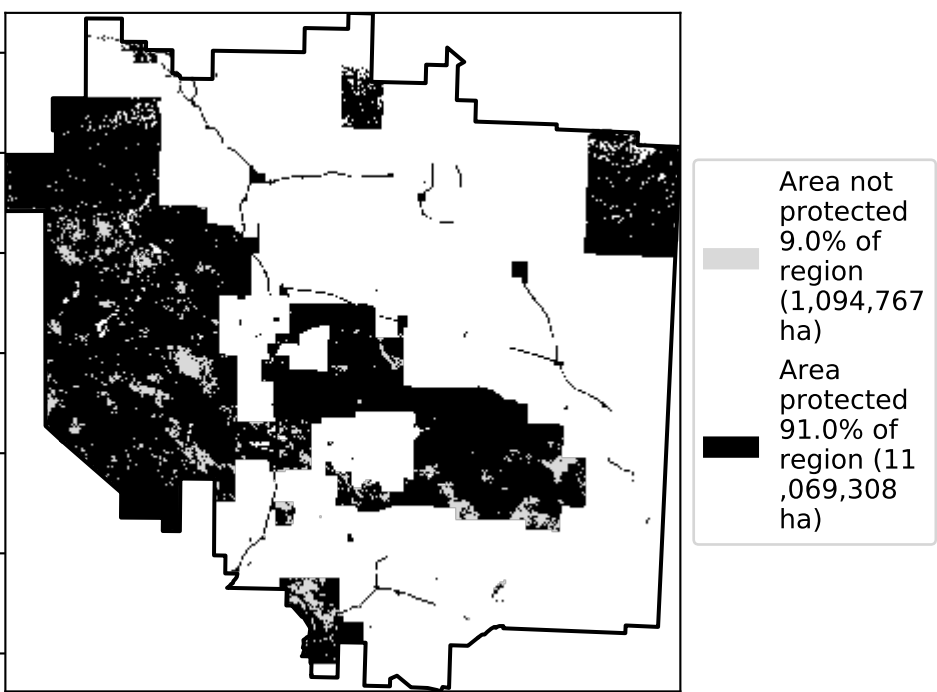 Area not
protected
9.0% of
region
(1,094,767
ha)
Area
protected
91.0% of
region (11
,069,308
ha)